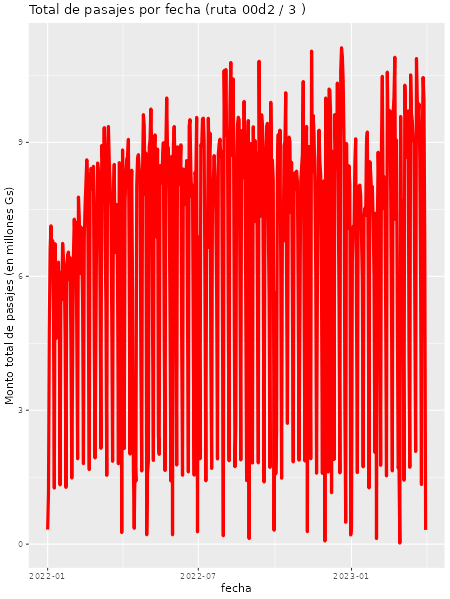 Total de pasajes por fecha (ruta 00d2 / 3 )
Monto total de pasajes (en millones Gs)
9
6
3
0
2022-01
2022-07
2023-01
fecha